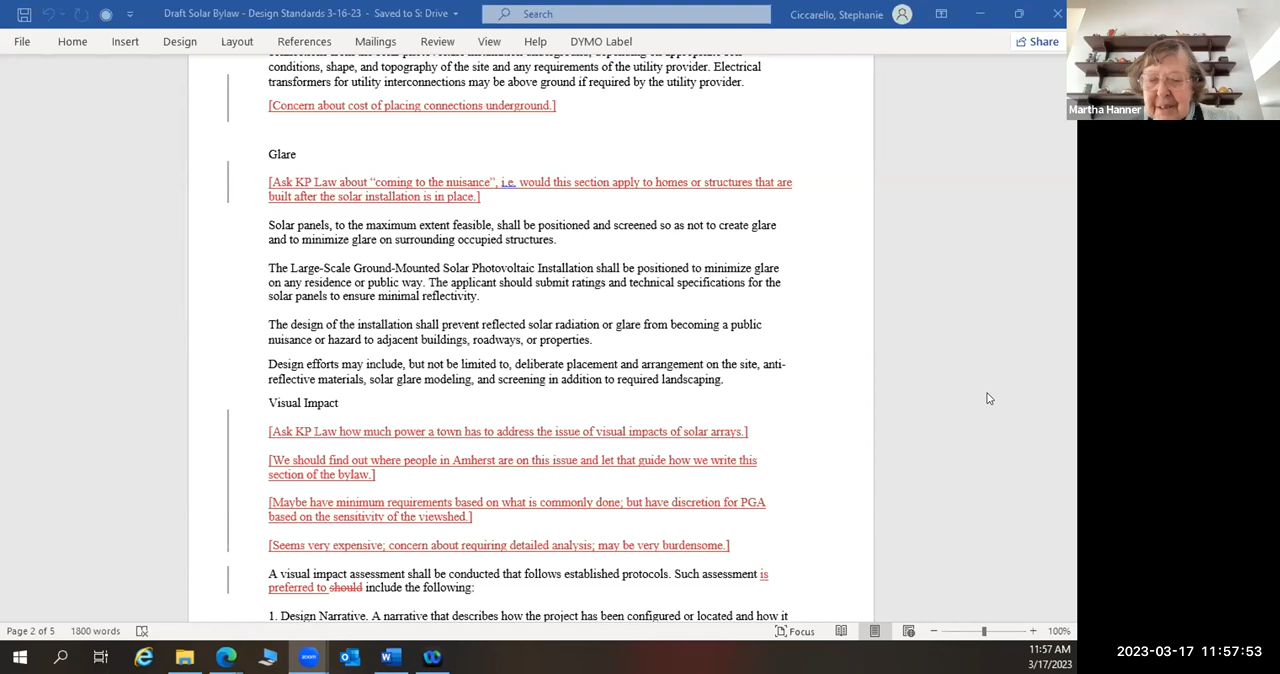 Draft Solar Bylaw - Design Standards 3-16-23 - Saved to S: Drive
Search
Ciccarello, Stephanie
File Home Insert Design Layout References Mailings Review View Help DYMO Label
Share
Martha Hanner
conditions, shape, and topography of the site and any requirements of the utility provider. Electrical
transformers for utility interconnections may be above ground if required by the utility provider.
[Concern about cost of placing connections underground.]
Glare
[Ask KP Law about “coming to the nuisance”, i.e. would this section apply to homes or structures that are
built after the solar installation is in place.]
Solar panels, to the maximum extent feasible, shall be positioned and screened so as not to create glare
and to minimize glare on surrounding occupied structures.
The Large-Scale Ground-Mounted Solar Photovoltaic Installation shall be positioned to minimize glare
on any residence or public way. The applicant should submit ratings and technical specifications for the
solar panels to ensure minimal reflectivity.
The design of the installation shall prevent reflected solar radiation or glare from becoming a public
nuisance or hazard to adjacent buildings, roadways, or properties.
Design efforts may include, but not be limited to, deliberate placement and arrangement on the site, anti-
reflective materials, solar glare modeling, and screening in addition to required landscaping.
Visual Impact
[Ask KP Law how much power a town has to address the issue of visual impacts of solar arrays.]
[We should find out where people in Amherst are on this issue and let that guide how we write this
section of the bylaw.]
[Maybe have minimum requirements based on what is commonly done; but have discretion for PGA
based on the sensitivity of the viewshed.]
[Seems very expensive; concern about requiring detailed analysis; may be very burdensome.]
A visual impact assessment shall be conducted that follows established protocols. Such assessment is
preferred to should include the following:
1. Design Narrative. A narrative that describes how the project has been configured or located and how it
Page 2 of 5 1800 words
Focus
100%
zoom
11:57 AM
3/17/2023
2023-03-17 11:57:53